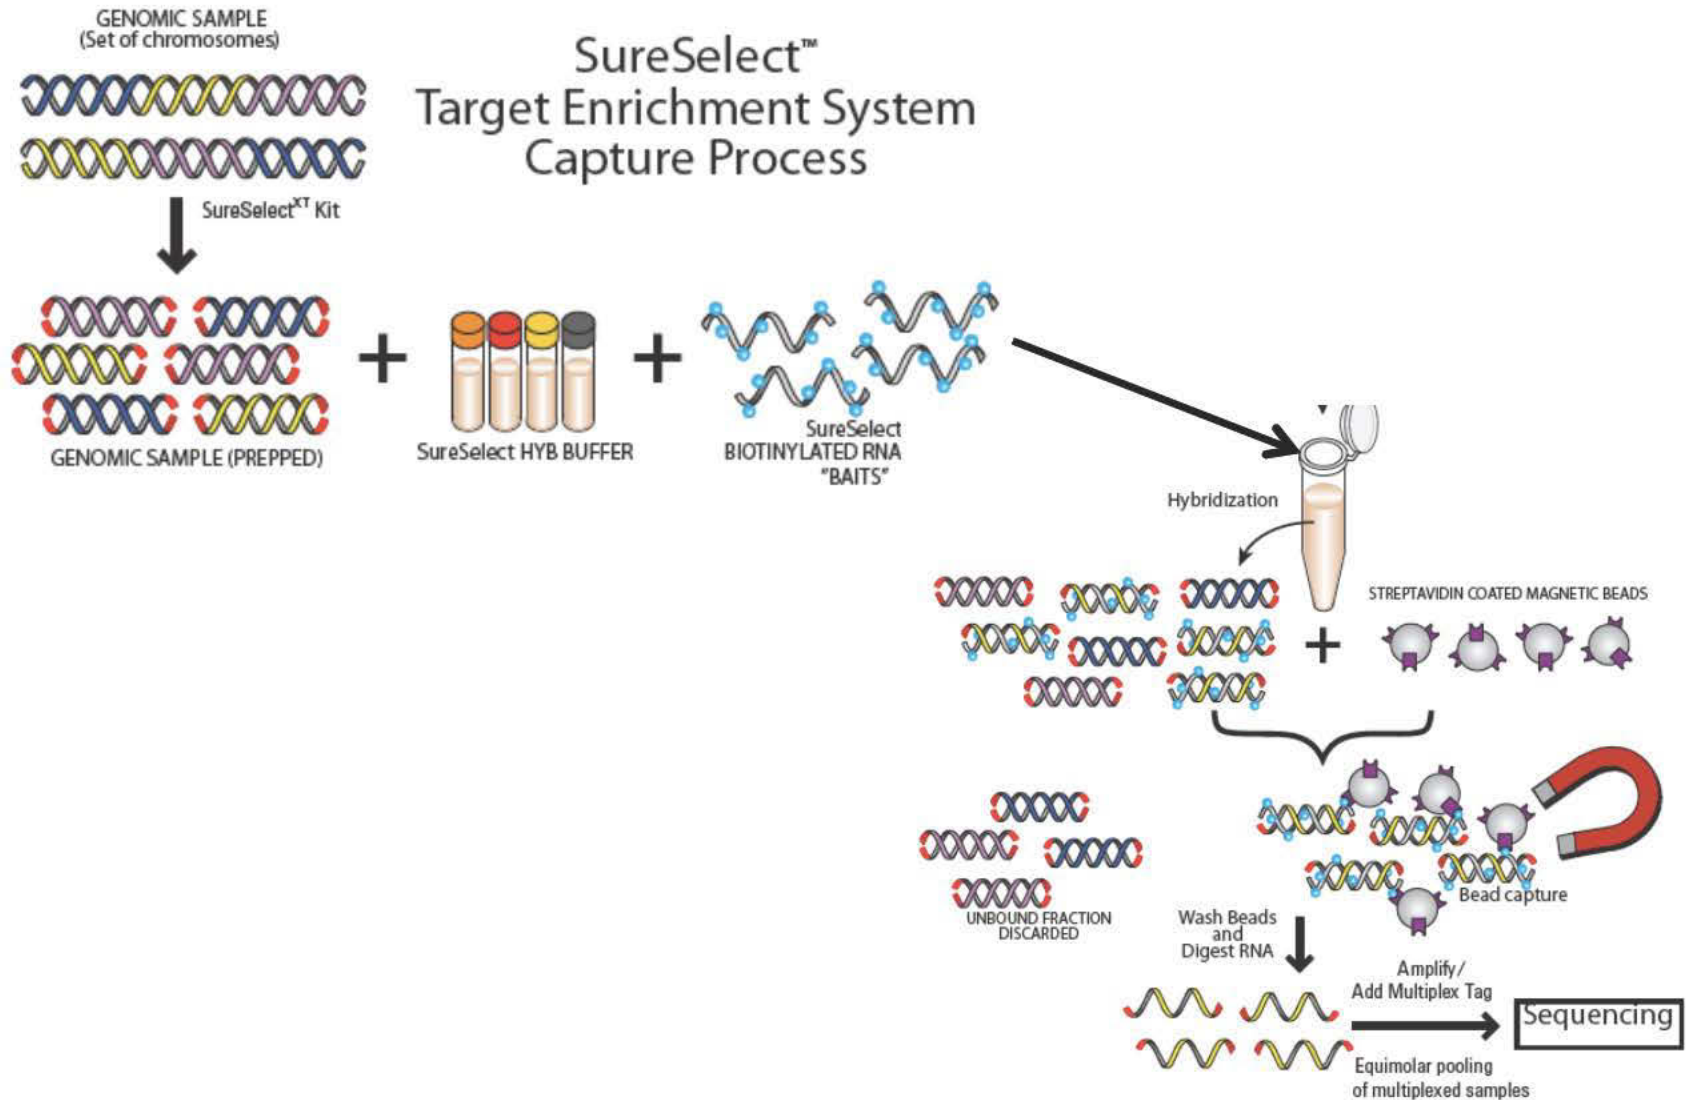 GENOMIC SAMPLE
(Set of chromosomes)
SureSelect™
Target Enrichment System
Capture Process
SureSelectXT Kit
GENOMIC SAMPLE (PREPPED)
SureSelect HYB BUFFER
SureSelect
BIOTINYLATED RNA
"BAITS"
Hybridization
STREPTAVIDIN COATED MAGNETIC BEADS
Bead capture
UNBOUND FRACTION
DISCARDED
Wash Beads
and
Digest RNA
Amplify/
Add Multiplex Tag
Sequencing
Equimolar pooling
of multiplexed samples